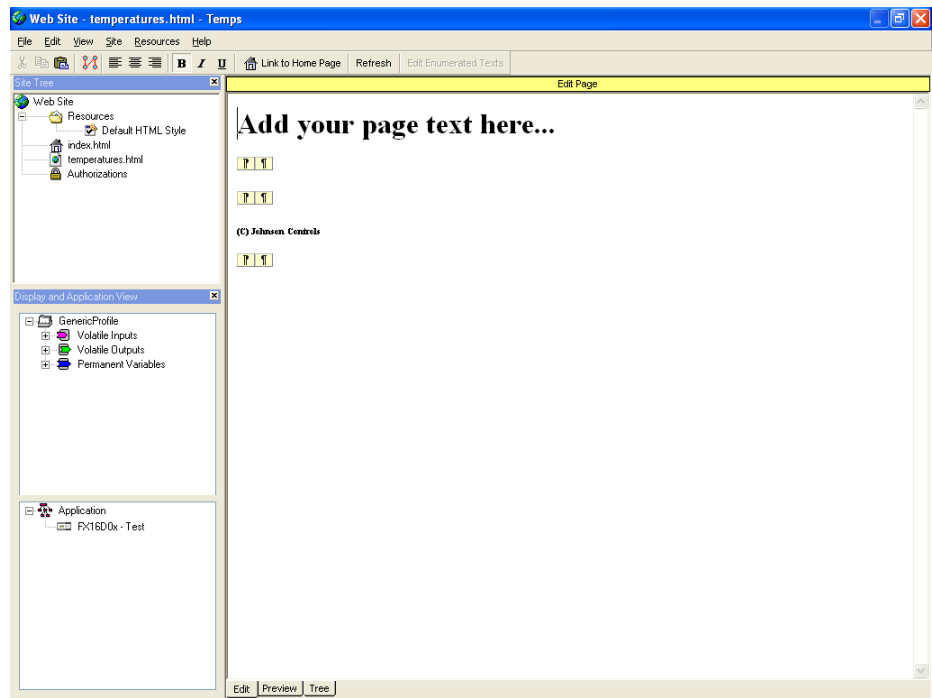 Web Site - temperatures.html - Temps
File Edit View Site Resources Help
B I U Link to Home Page Refresh Edit Enumerated Texts
Site Tree
Web Site
Resources
Default HTML Style
index.html
temperatures.html
Authorizations
Display and Application View
GenericProfile
Volatile Inputs
Volatile Outputs
Permanent Variables
Application
FX16D0x - Test
Edit Page
Add your page text here...
(C) Johnson Controls
Edit Preview Tree